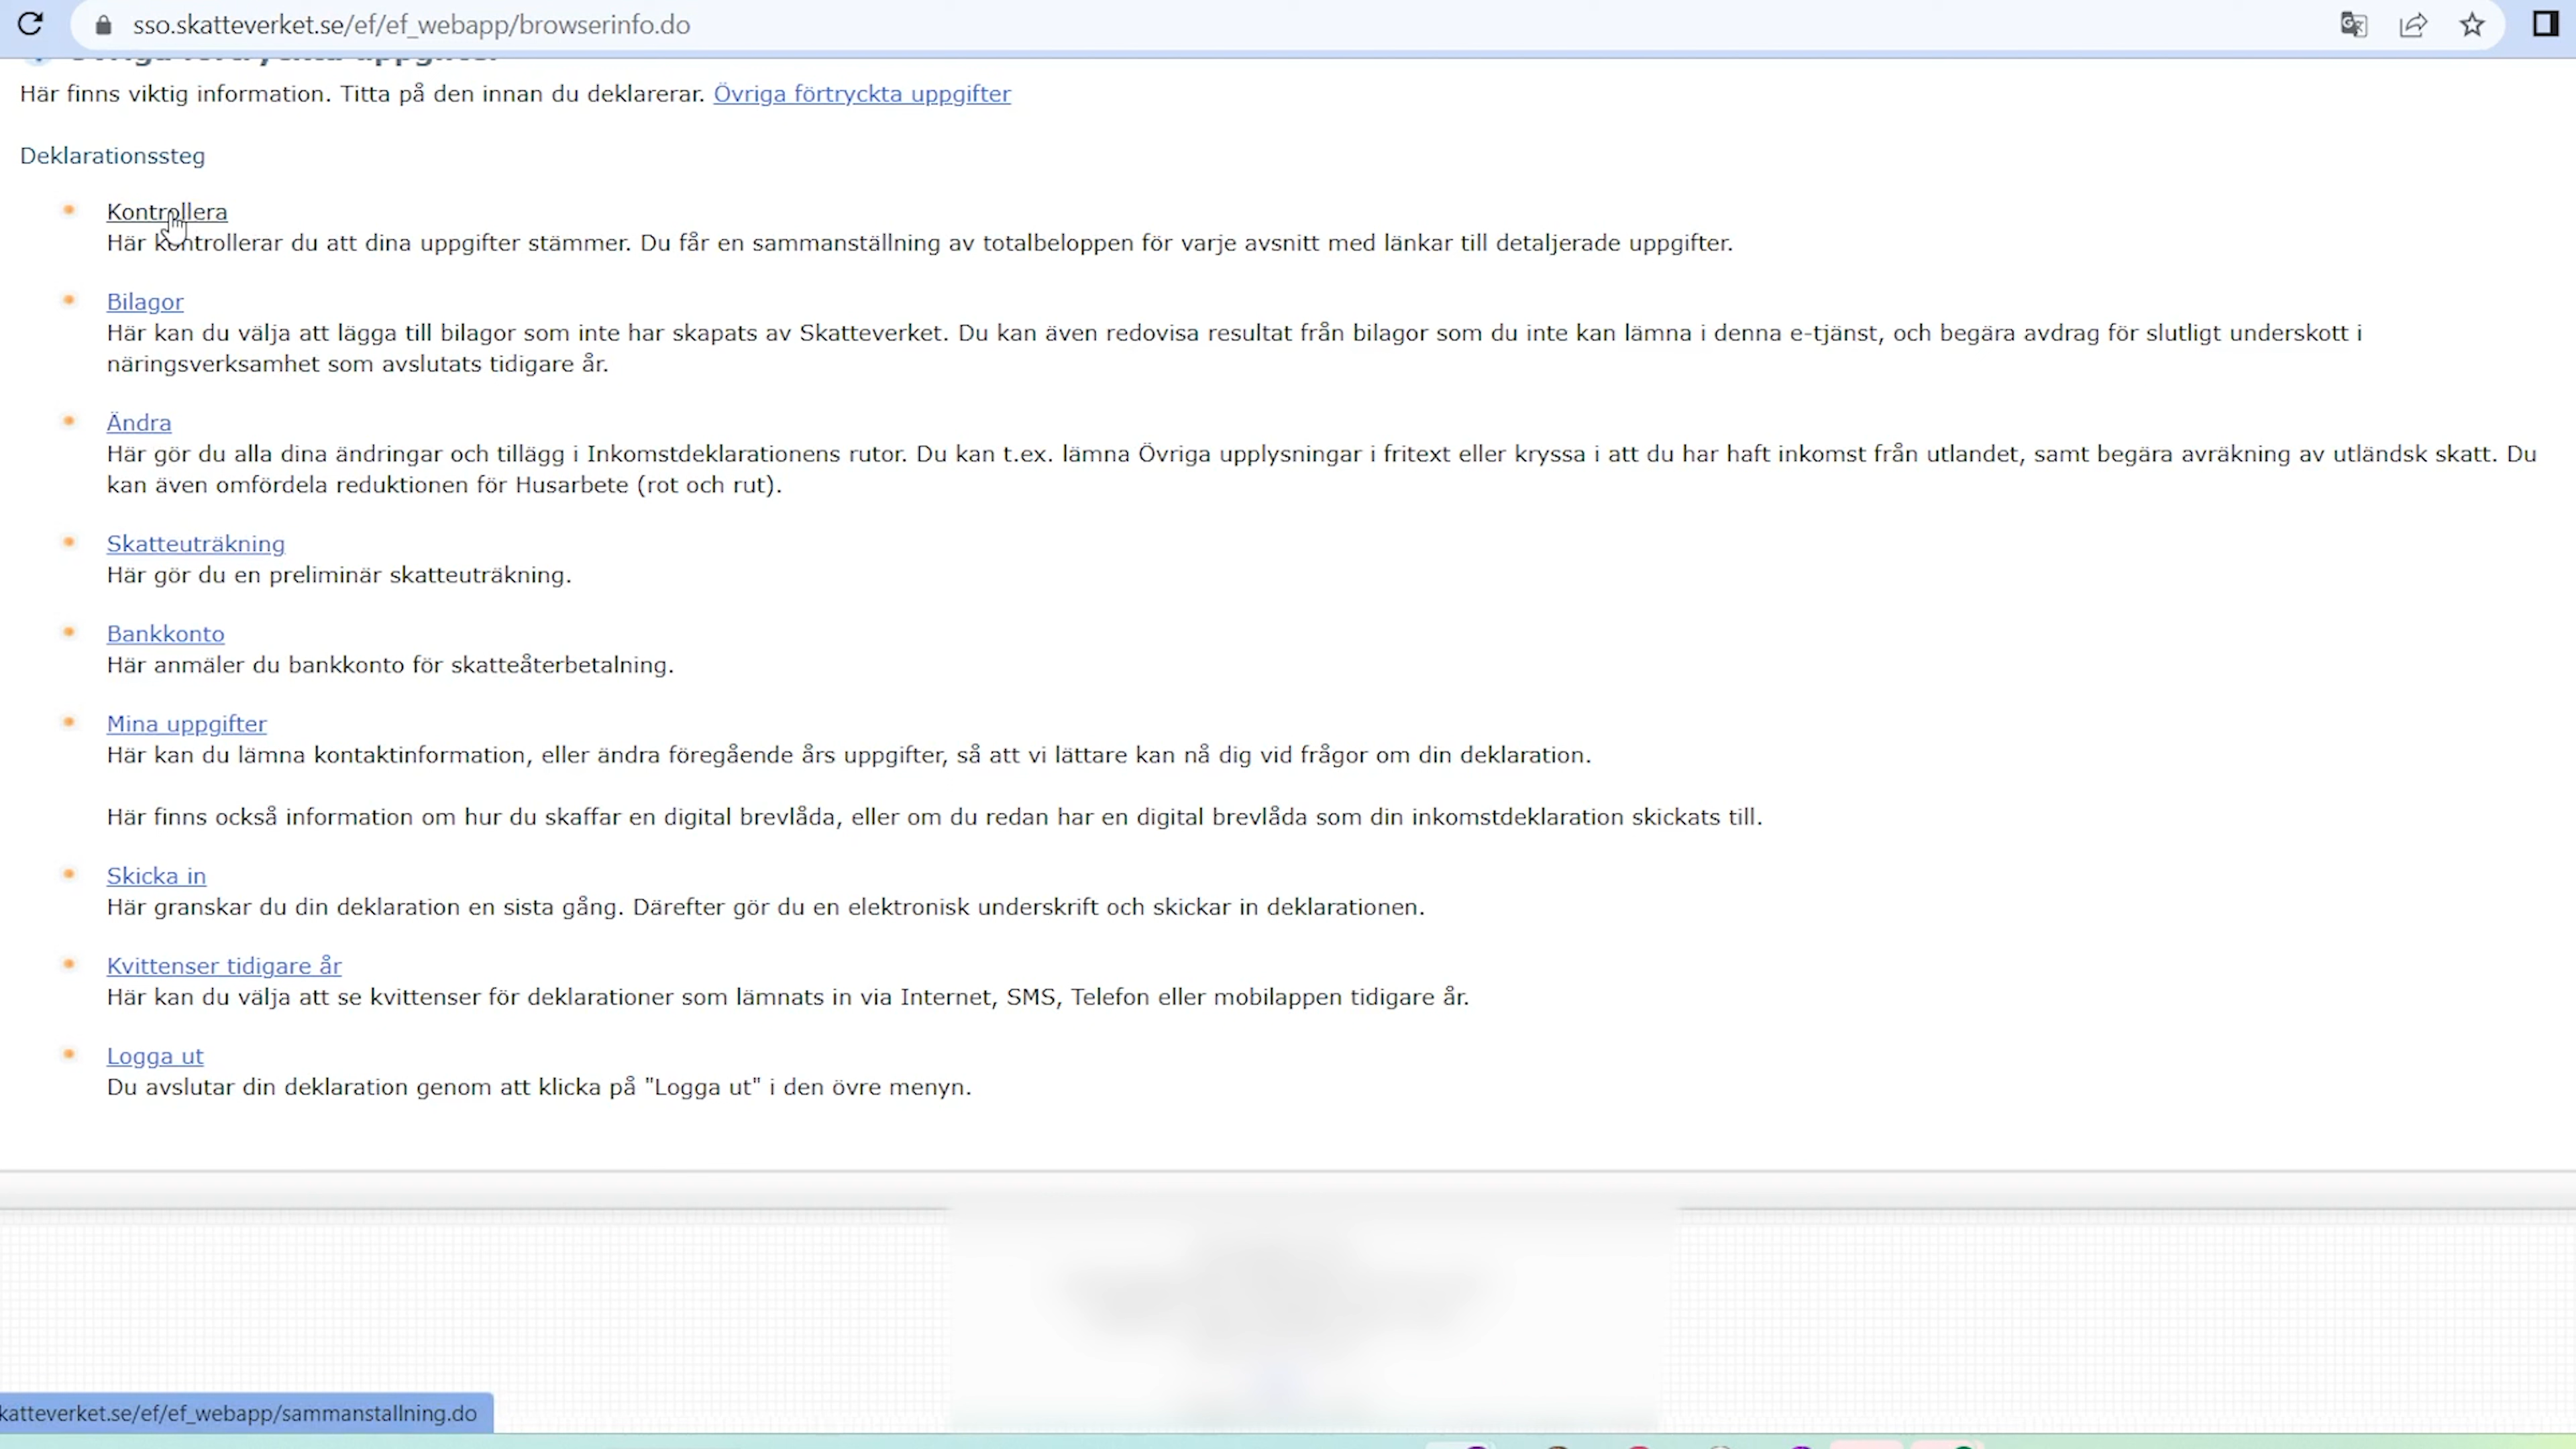 sso.skatteverket.se/ef/ef_webapp/browserinfo.do
Övriga förtryckta uppgifter
Här finns viktig information. Titta på den innan du deklarerar. Övriga förtryckta uppgifter
Deklarationssteg
Kontrollera
Här kontrollerar du att dina uppgifter stämmer. Du får en sammanställning av totalbeloppen för varje avsnitt med länkar till detaljerade uppgifter.
Bilagor
Här kan du välja att lägga till bilagor som inte har skapats av Skatteverket. Du kan även redovisa resultat från bilagor som du inte kan lämna i denna e-tjänst, och begära avdrag för slutligt underskott i
näringsverksamhet som avslutats tidigare år.
Ändra
Här gör du alla dina ändringar och tillägg i Inkomstdeklarationens rutor. Du kan t.ex. lämna Övriga upplysningar i fritext eller kryssa i att du har haft inkomst från utlandet, samt begära avräkning av utländsk skatt. Du
kan även omfördela reduktionen för Husarbete (rot och rut).
Skatteuträkning
Här gör du en preliminär skatteuträkning.
Bankkonto
Här anmäler du bankkonto för skatteåterbetalning.
Mina uppgifter
Här kan du lämna kontaktinformation, eller ändra föregående års uppgifter, så att vi lättare kan nå dig vid frågor om din deklaration.
Här finns också information om hur du skaffar en digital brevlåda, eller om du redan har en digital brevlåda som din inkomstdeklaration skickats till.
Skicka in
Här granskar du din deklaration en sista gång. Därefter gör du en elektronisk underskrift och skickar in deklarationen.
Kvittenser tidigare år
Här kan du välja att se kvittenser för deklarationer som lämnats in via Internet, SMS, Telefon eller mobilappen tidigare år.
Logga ut
Du avslutar din deklaration genom att klicka på "Logga ut" i den övre menyn.
katteverket.se/ef/ef_webapp/sammanstallning.do